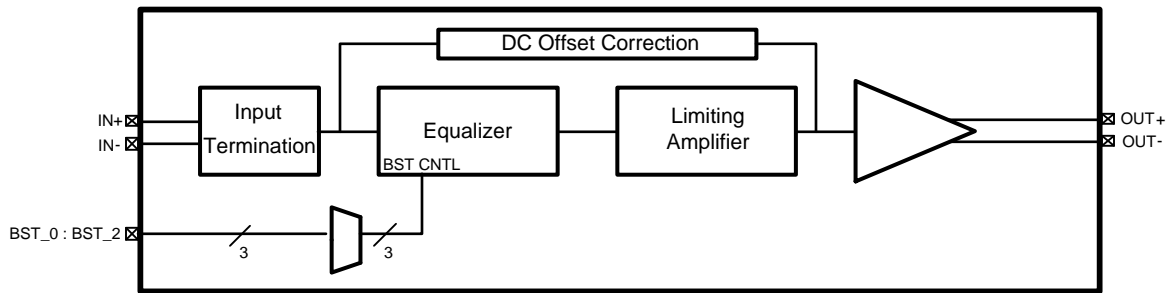 DC Offset Correction
Input
Termination
Equalizer
BST CNTL
Limiting
Amplifier
IN+
IN-
OUT+
OUT-
BST_0 : BST_2
3
3